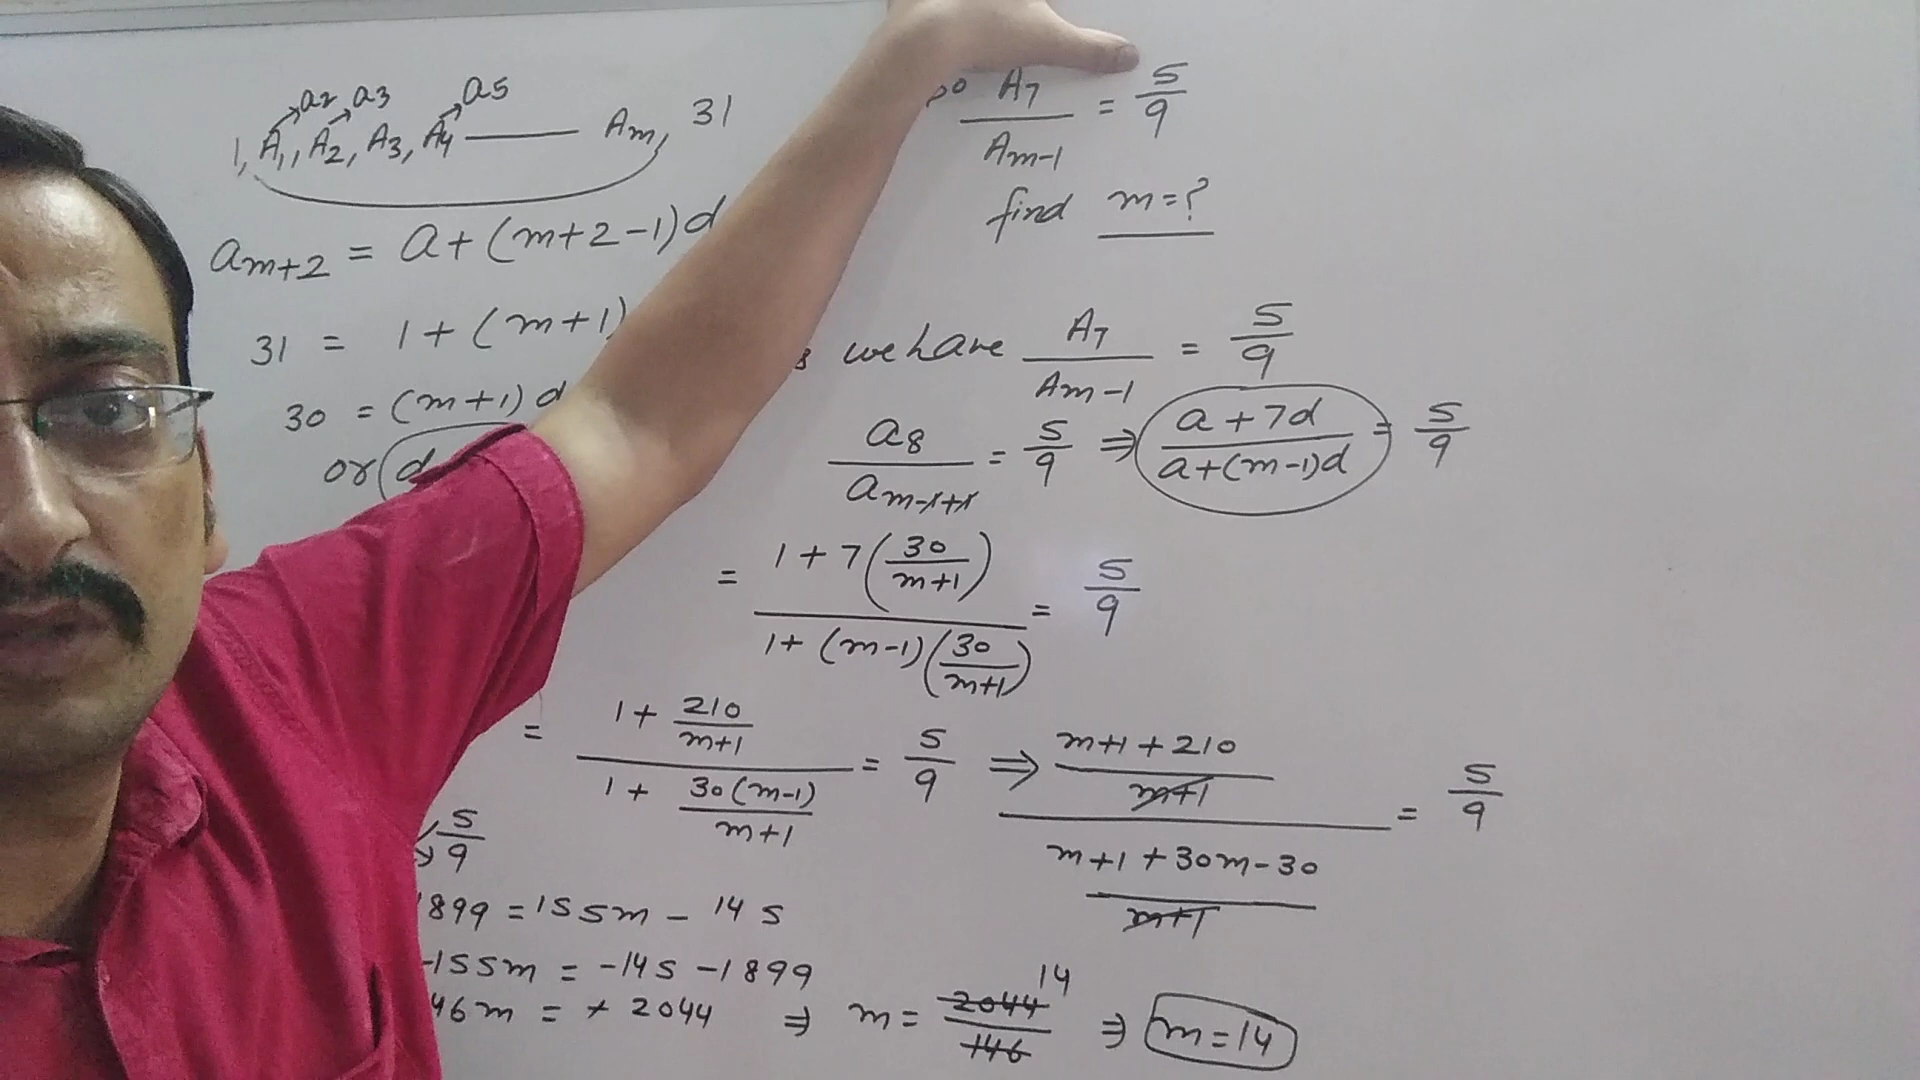 a2 a3 a5
1, A1, A2, A3, A4 —— Am, 31
am+2 = a + (m+2-1)d
31 = 1 + (m+1)
30 = (m+1)d
or d
A7/Am-1 = 5/9
find m=?
we have A7/Am-1 = 5/9
a8/am-1+1 = 5/9 ⇒ (a+7d)/(a+(m-1)d) = 5/9
= (1+7(30/m+1))/(1+(m-1)(30/m+1)) = 5/9
= (1+210/m+1)/(1+30(m-1)/m+1) = 5/9 ⇒ (m+1+210/m+1)/(m+1+30m-30/m+1) = 5/9
5/9
1899 = 155m - 145
-155m = -145 - 1899
46m = + 2044 ⇒ m = 2044/146 14 ⇒ m=14